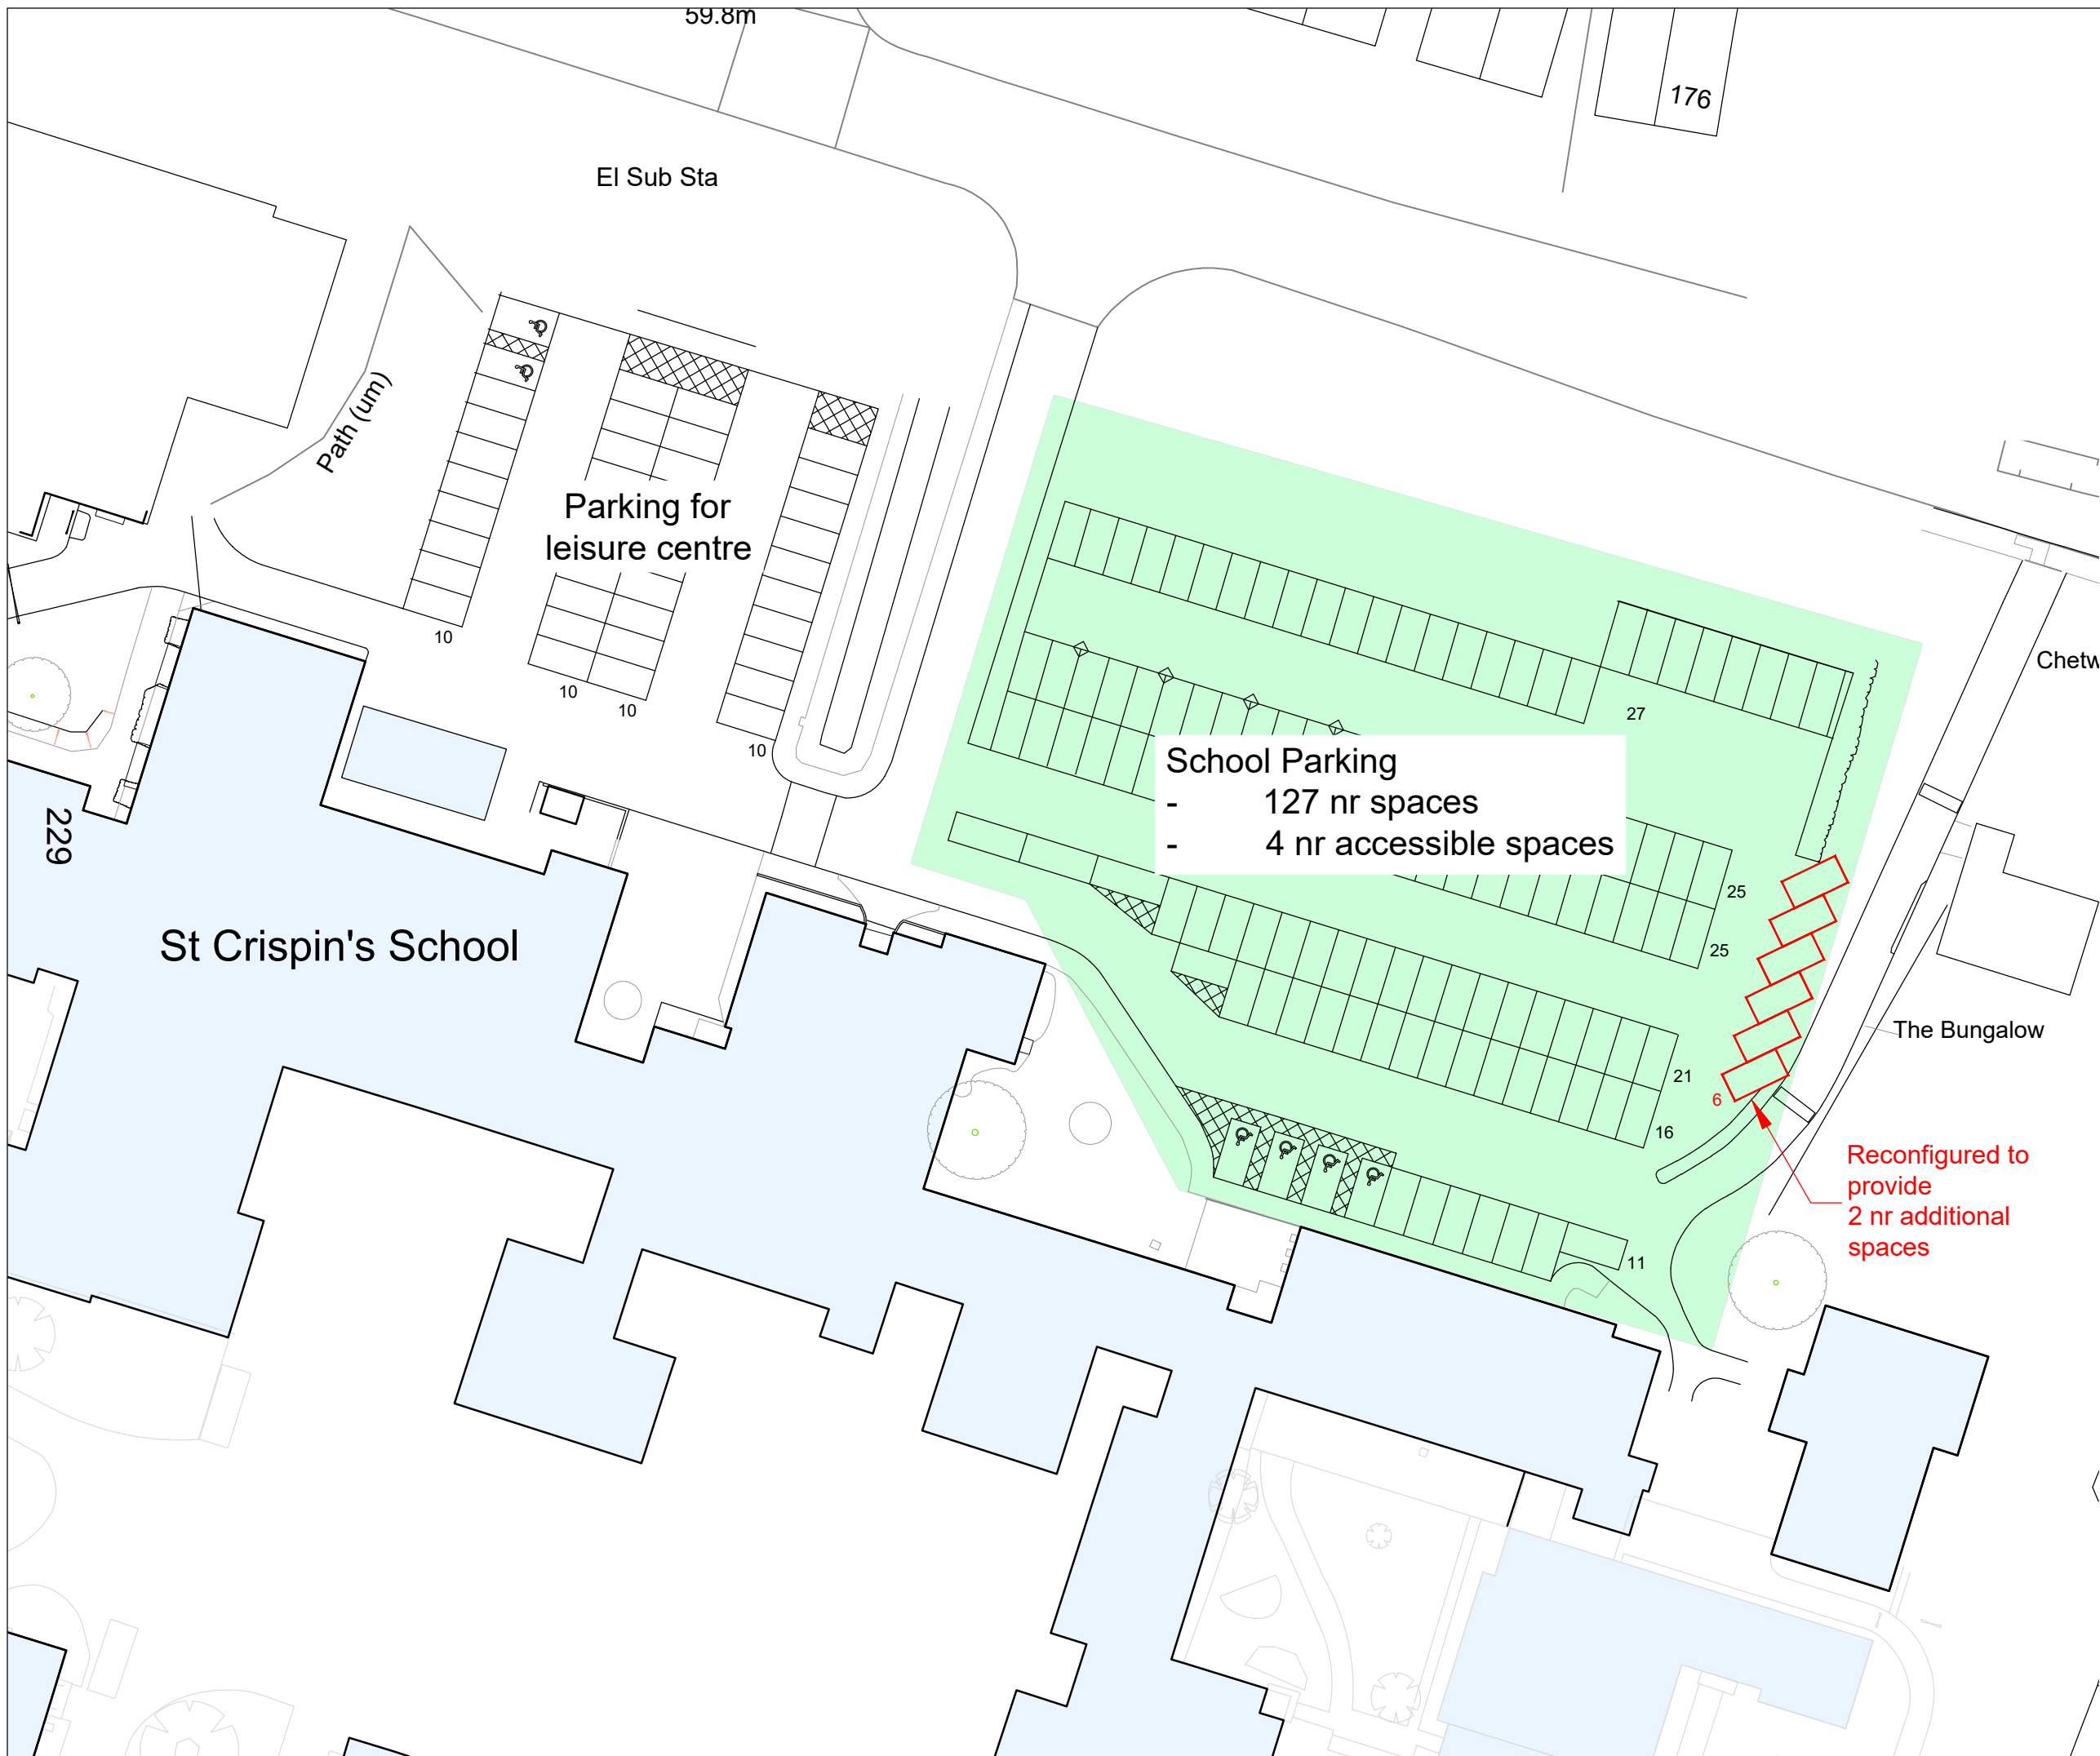 59.8m
176
El Sub Sta
Path (um)
Parking for
leisure centre
10
10
10
10
229
St Crispin's School
27
School Parking
- 127 nr spaces
- 4 nr accessible spaces
25
25
21
16
11
6
Chetw
The Bungalow
Reconfigured to
provide
2 nr additional
spaces